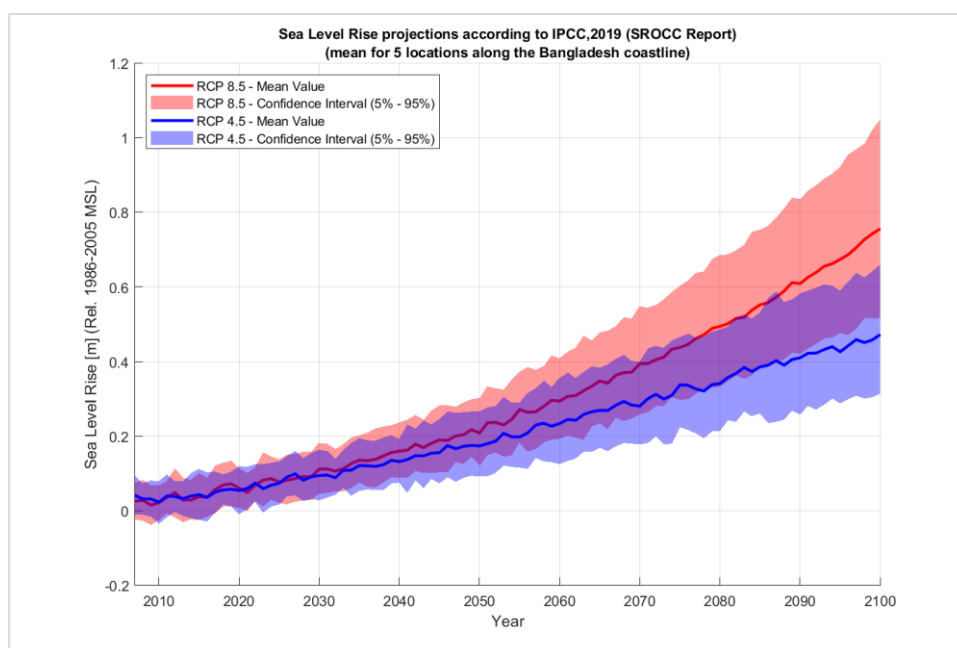 Sea Level Rise projections according to IPCC,2019 (SROCC Report)
(mean for 5 locations along the Bangladesh coastline)
1.2
RCP 8.5 - Mean Value
RCP 8.5 - Confidence Interval (5% - 95%)
RCP 4.5 - Mean Value
RCP 4.5 - Confidence Interval (5% - 95%)
1
0.8
0.6
0.4
0.2
0
-0.2
Sea Level Rise [m] (Rel. 1986-2005 MSL)
2010 2020 2030 2040 2050 2060 2070 2080 2090 2100
Year